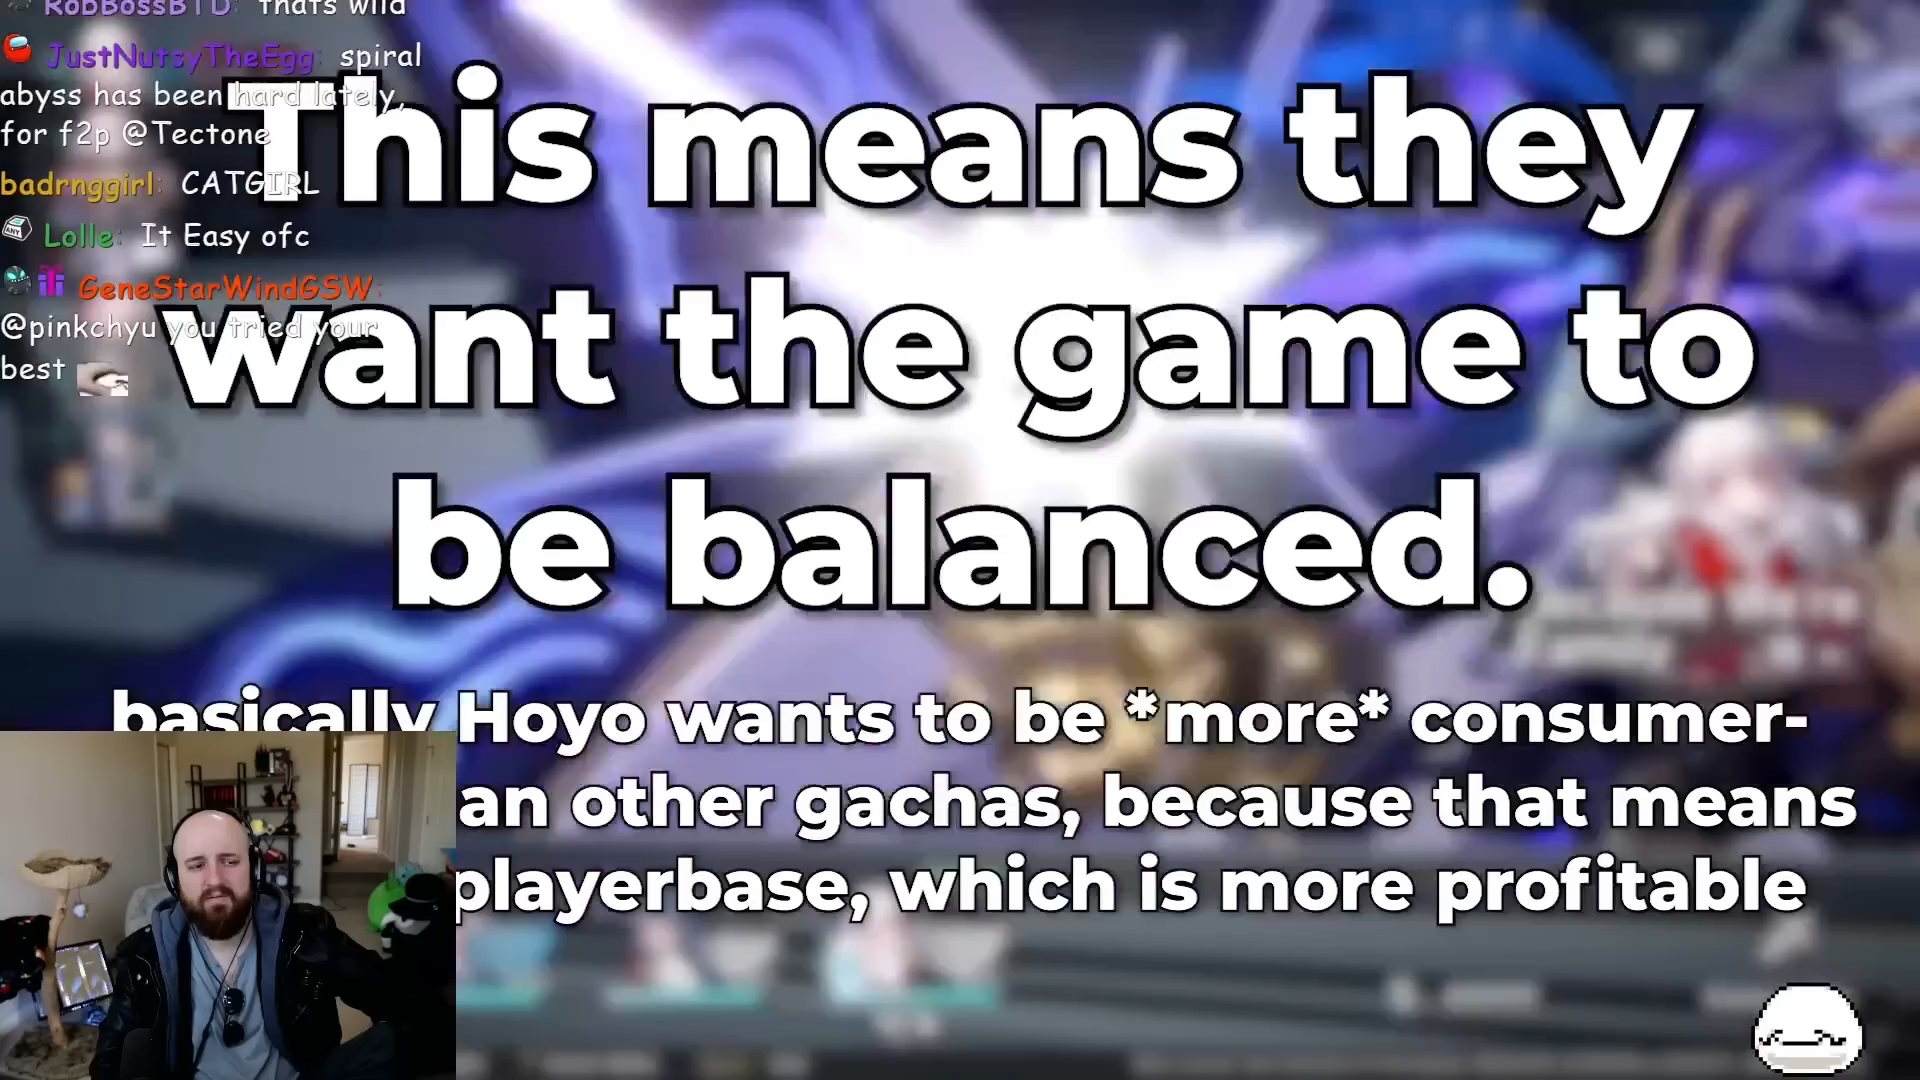 RobBossBTD: thats wild
JustNutsyTheEgg: spiral
abyss has been hard lately,
for f2p @Tectone
badrnggirl: CATGIRL
Lolle: It Easy ofc
GeneStarWindGSW:
@pinkchyu you tried your
best
This means they
want the game to
be balanced.
basically Hoyo wants to be *more* consumer-
an other gachas, because that means
playerbase, which is more profitable